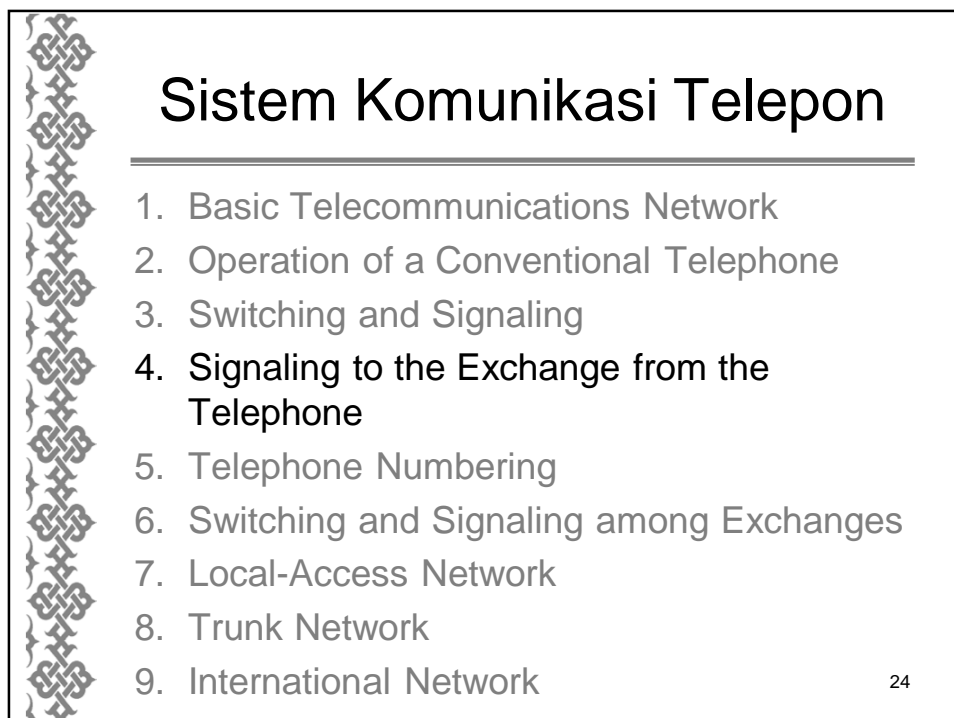 Sistem Komunikasi Telepon
1. Basic Telecommunications Network
2. Operation of a Conventional Telephone
3. Switching and Signaling
4. Signaling to the Exchange from the
Telephone
5. Telephone Numbering
6. Switching and Signaling among Exchanges
7. Local-Access Network
8. Trunk Network
9. International Network
24